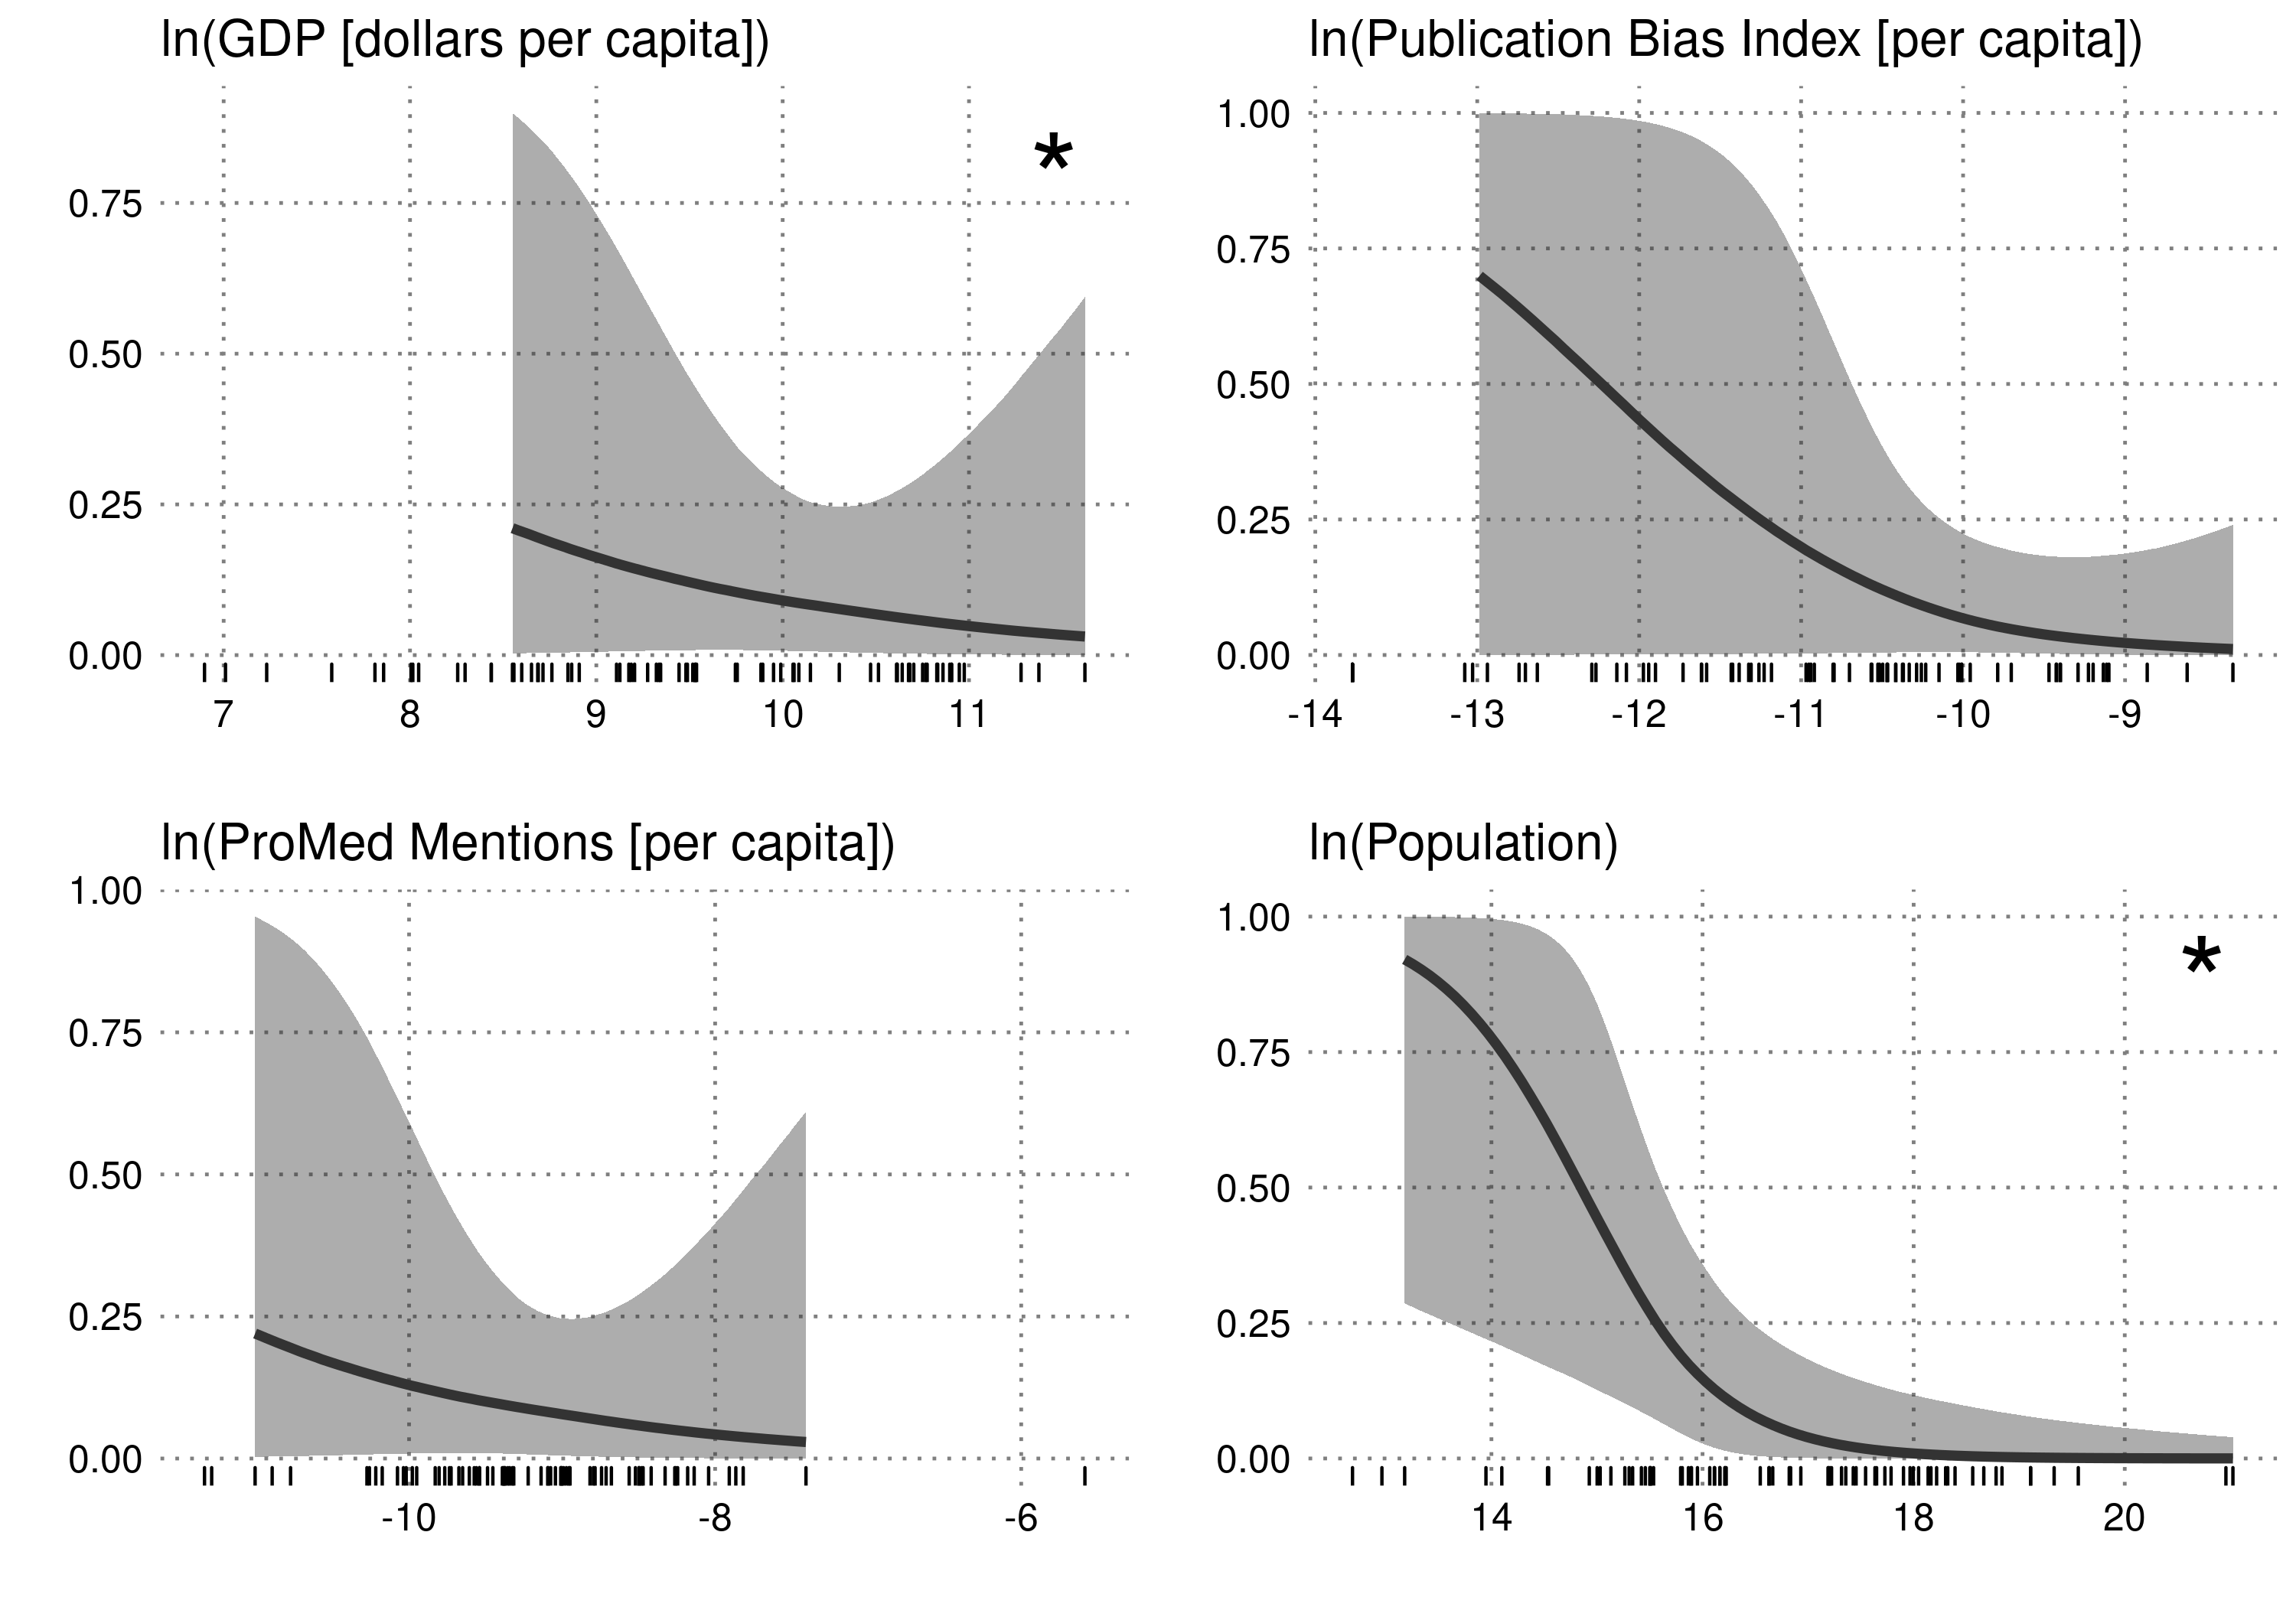 ln(GDP [dollars per capita])
*
0.75
0.50
0.25
0.00
7 8 9 10 11
ln(Publication Bias Index [per capita])
1.00
0.75
0.50
0.25
0.00
-14 -13 -12 -11 -10 -9
ln(ProMed Mentions [per capita])
1.00
0.75
0.50
0.25
0.00
-10 -8 -6
ln(Population)
1.00
*
0.75
0.50
0.25
0.00
14 16 18 20